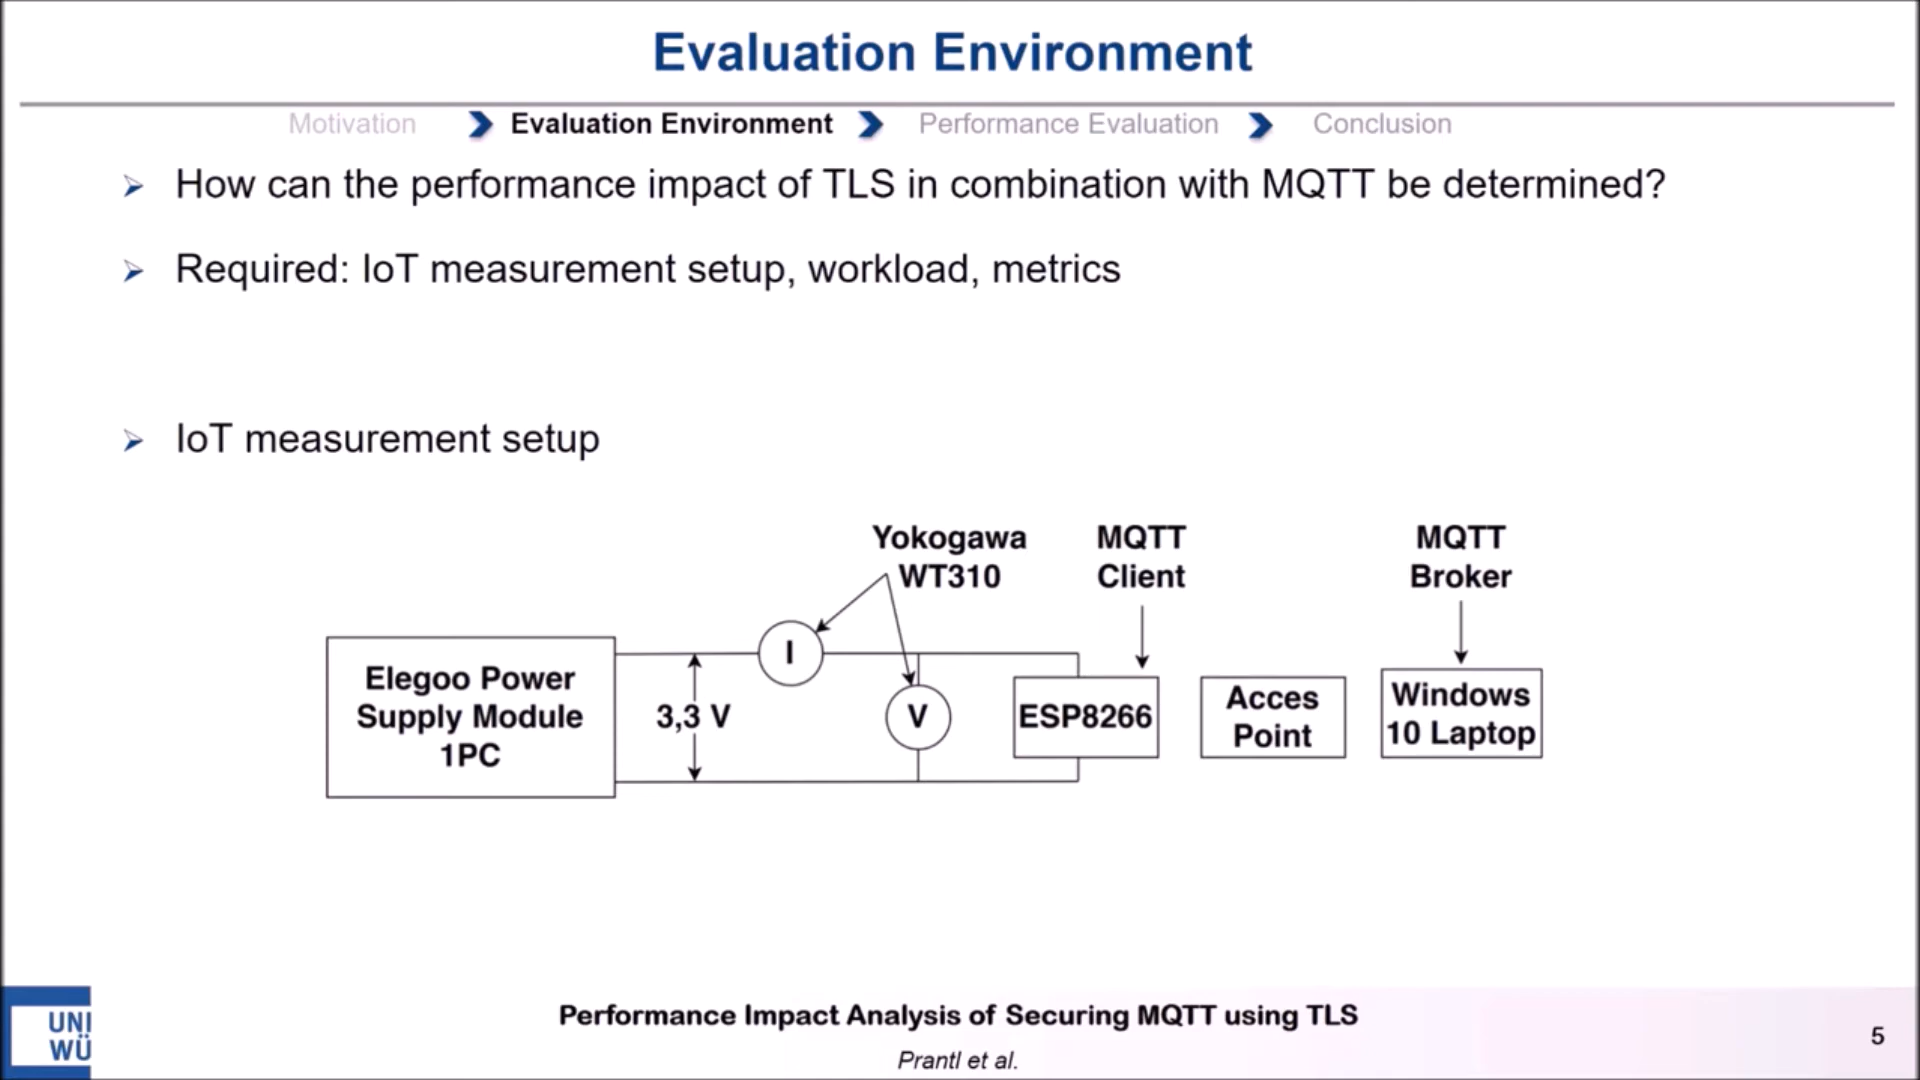 Evaluation Environment
Motivation Evaluation Environment Performance Evaluation Conclusion
How can the performance impact of TLS in combination with MQTT be determined?
Required: IoT measurement setup, workload, metrics
IoT measurement setup
Yokogawa
WT310
MQTT
Client
MQTT
Broker
Elegoo Power
Supply Module
1PC
3,3 V
I
V
ESP8266
Acces
Point
Windows
10 Laptop
UNI
WÜ
Performance Impact Analysis of Securing MQTT using TLS
Prantl et al.
5